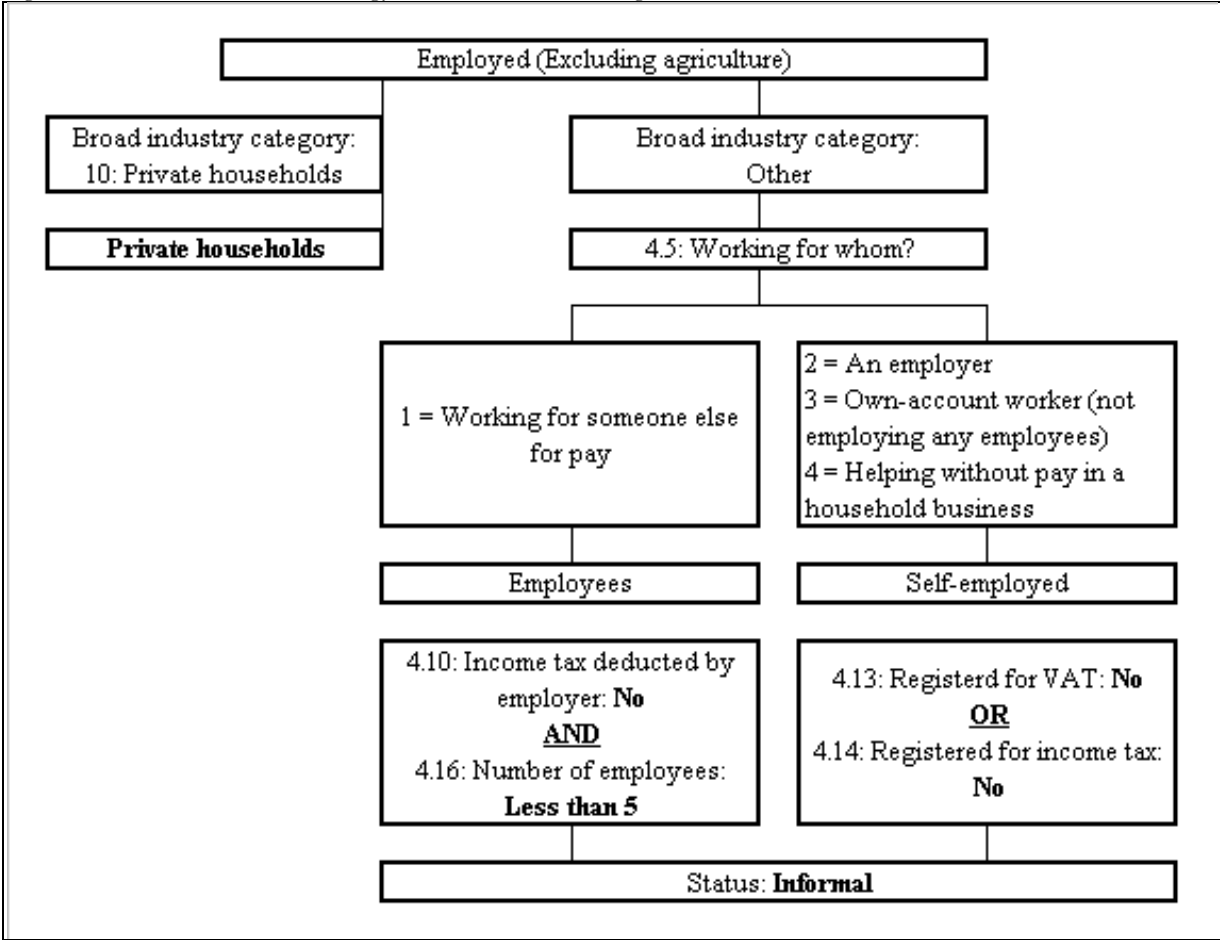 Employed (Excluding agriculture)
Broad industry category:
10: Private households
Broad industry category:
Other
Private households
4.5: Working for whom?
1 = Working for someone else
for pay
2 = An employer
3 = Own-account worker (not
employing any employees)
4 = Helping without pay in a
household business
Employees
Self-employed
4.10: Income tax deducted by
employer: No
AND
4.16: Number of employees:
Less than 5
4.13: Registerd for VAT: No
OR
4.14: Registered for income tax:
No
Status: Informal